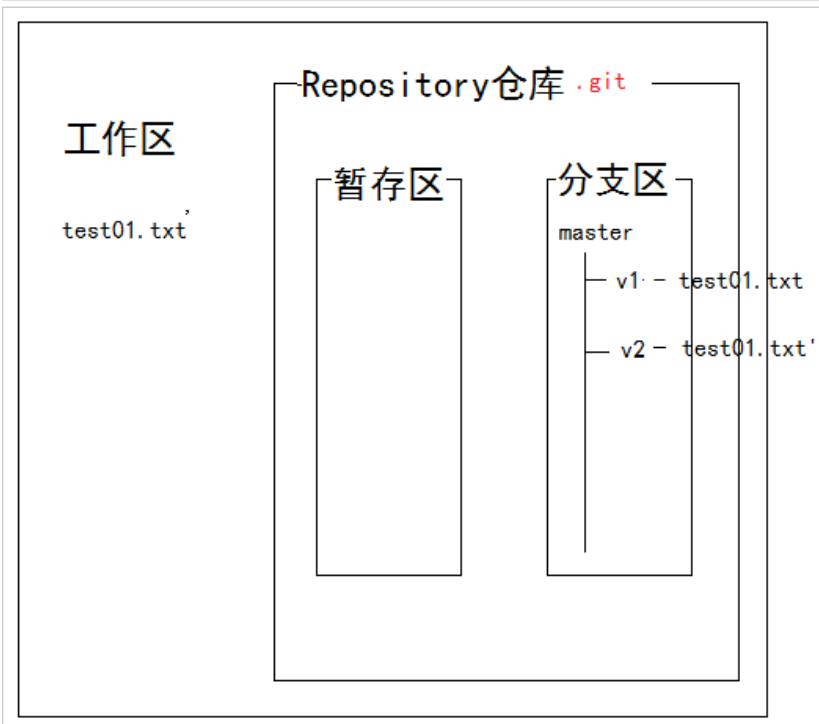 Repository仓库 .git
工作区
暂存区
分支区
test01.txt'
master
v1 - test01.txt
v2 - test01.txt'